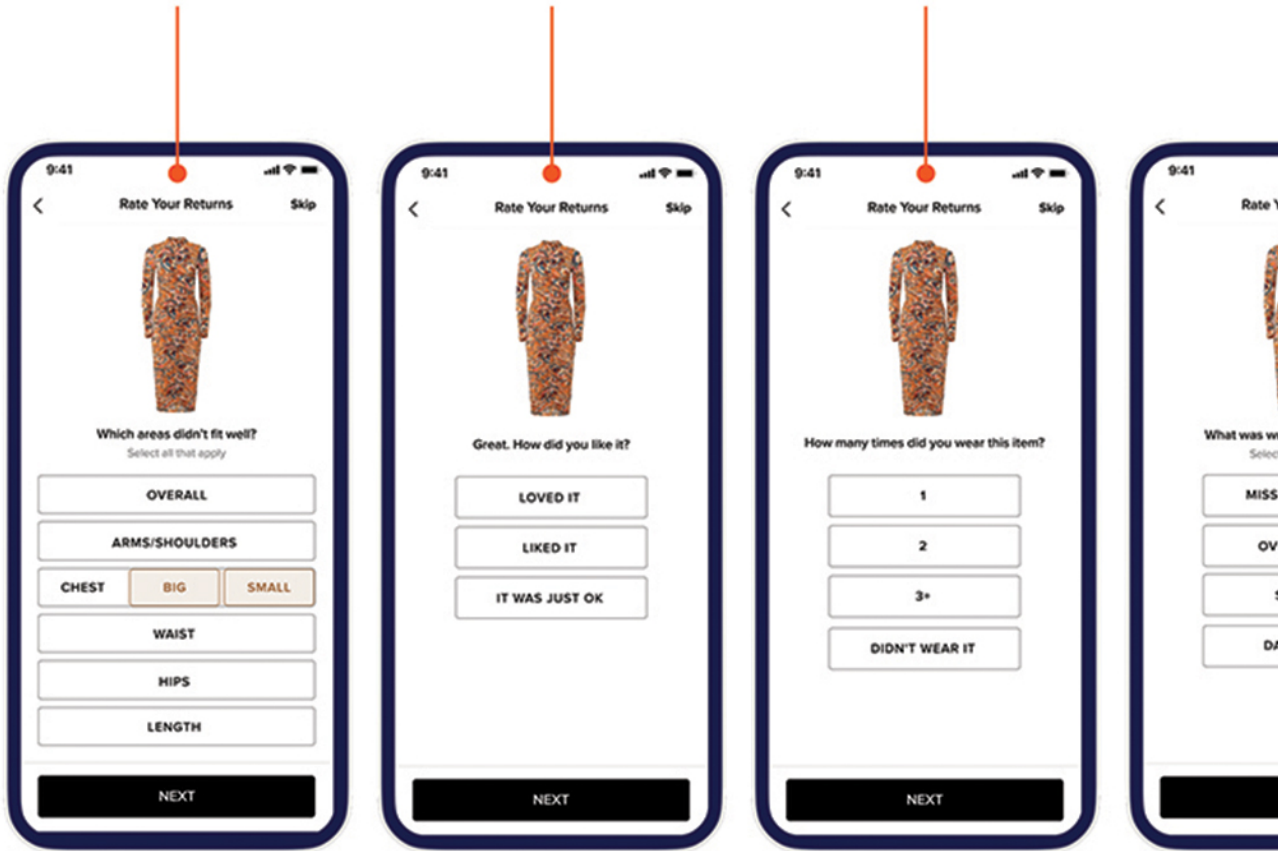 9:41
Rate Your Returns
Skip
Which areas didn't fit well?
Select all that apply
OVERALL
ARMS/SHOULDERS
CHEST BIG SMALL
WAIST
HIPS
LENGTH
NEXT
9:41
Rate Your Returns
Skip
Great. How did you like it?
LOVED IT
LIKED IT
IT WAS JUST OK
NEXT
9:41
Rate Your Returns
Skip
How many times did you wear this item?
1
2
3+
DIDN'T WEAR IT
NEXT
9:41
Rate
What was